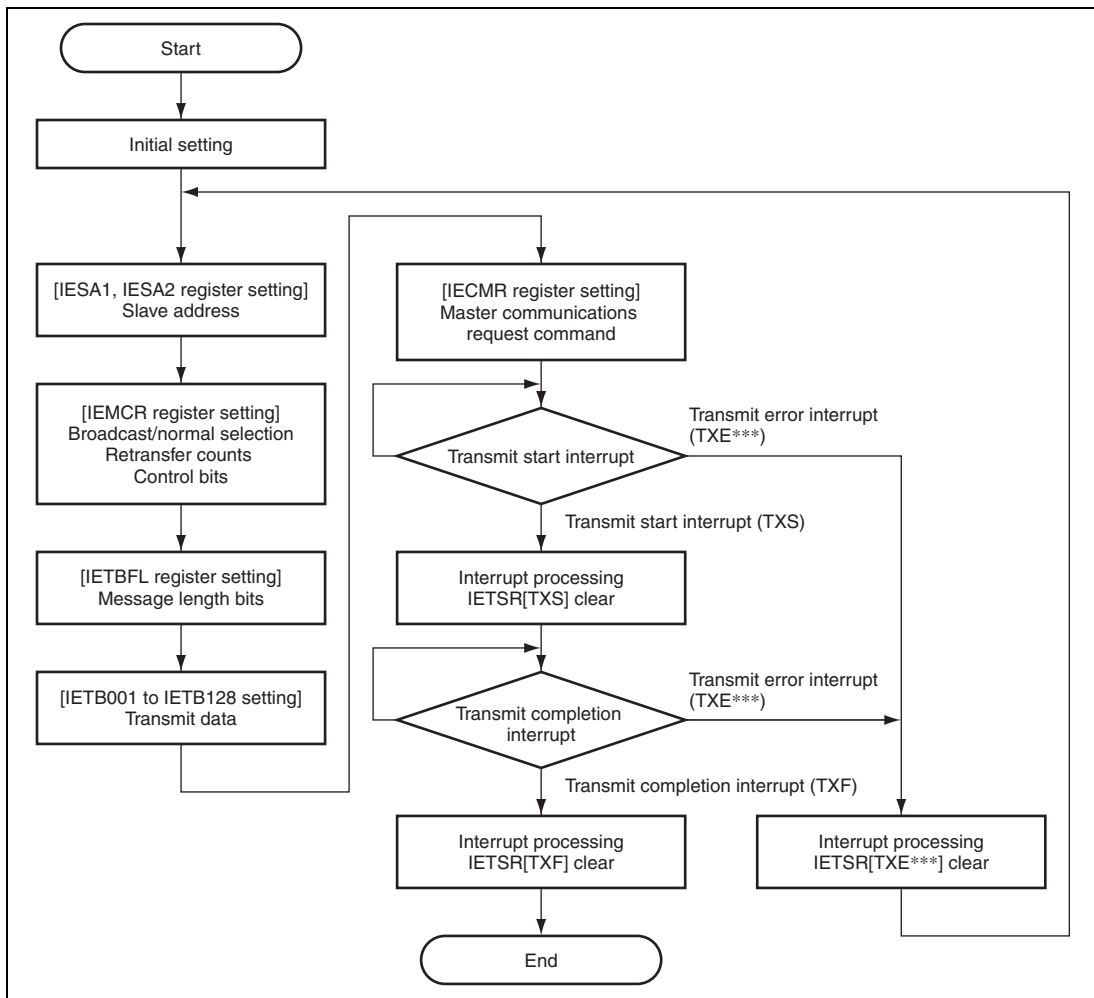 Start
Initial setting
[IESA1, IESA2 register setting]
Slave address
[IEMCR register setting]
Broadcast/normal selection
Retransfer counts
Control bits
[IETBFL register setting]
Message length bits
[IETB001 to IETB128 setting]
Transmit data
[IECMR register setting]
Master communications
request command
Transmit start interrupt
Transmit error interrupt
(TXE***)
Transmit start interrupt (TXS)
Interrupt processing
IETSR[TXS] clear
Transmit completion
interrupt
Transmit error interrupt
(TXE***)
Transmit completion interrupt (TXF)
Interrupt processing
IETSR[TXF] clear
Interrupt processing
IETSR[TXE***] clear
End